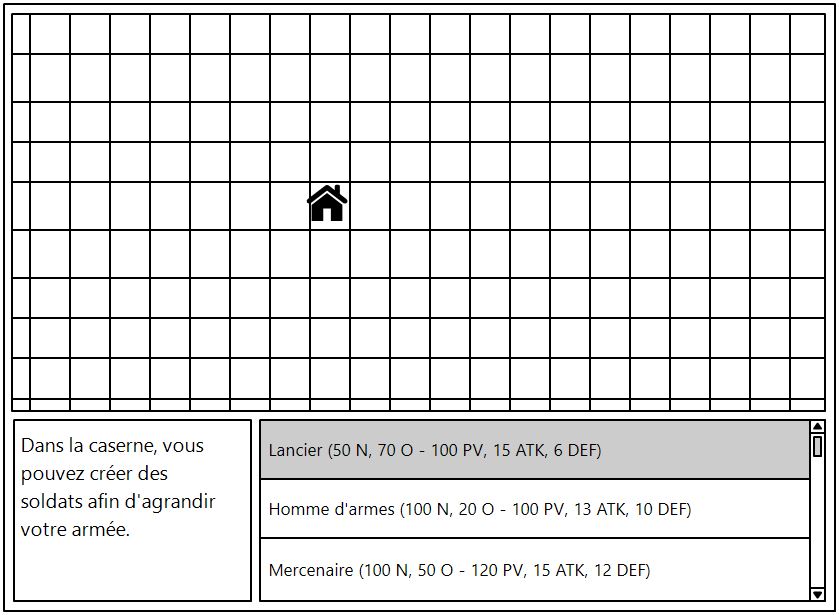 Dans la caserne, vous
pouvez créer des
soldats afin d'agrandir
votre armée.
Lancier (50 N, 70 O - 100 PV, 15 ATK, 6 DEF)
Homme d'armes (100 N, 20 O - 100 PV, 13 ATK, 10 DEF)
Mercenaire (100 N, 50 O - 120 PV, 15 ATK, 12 DEF)